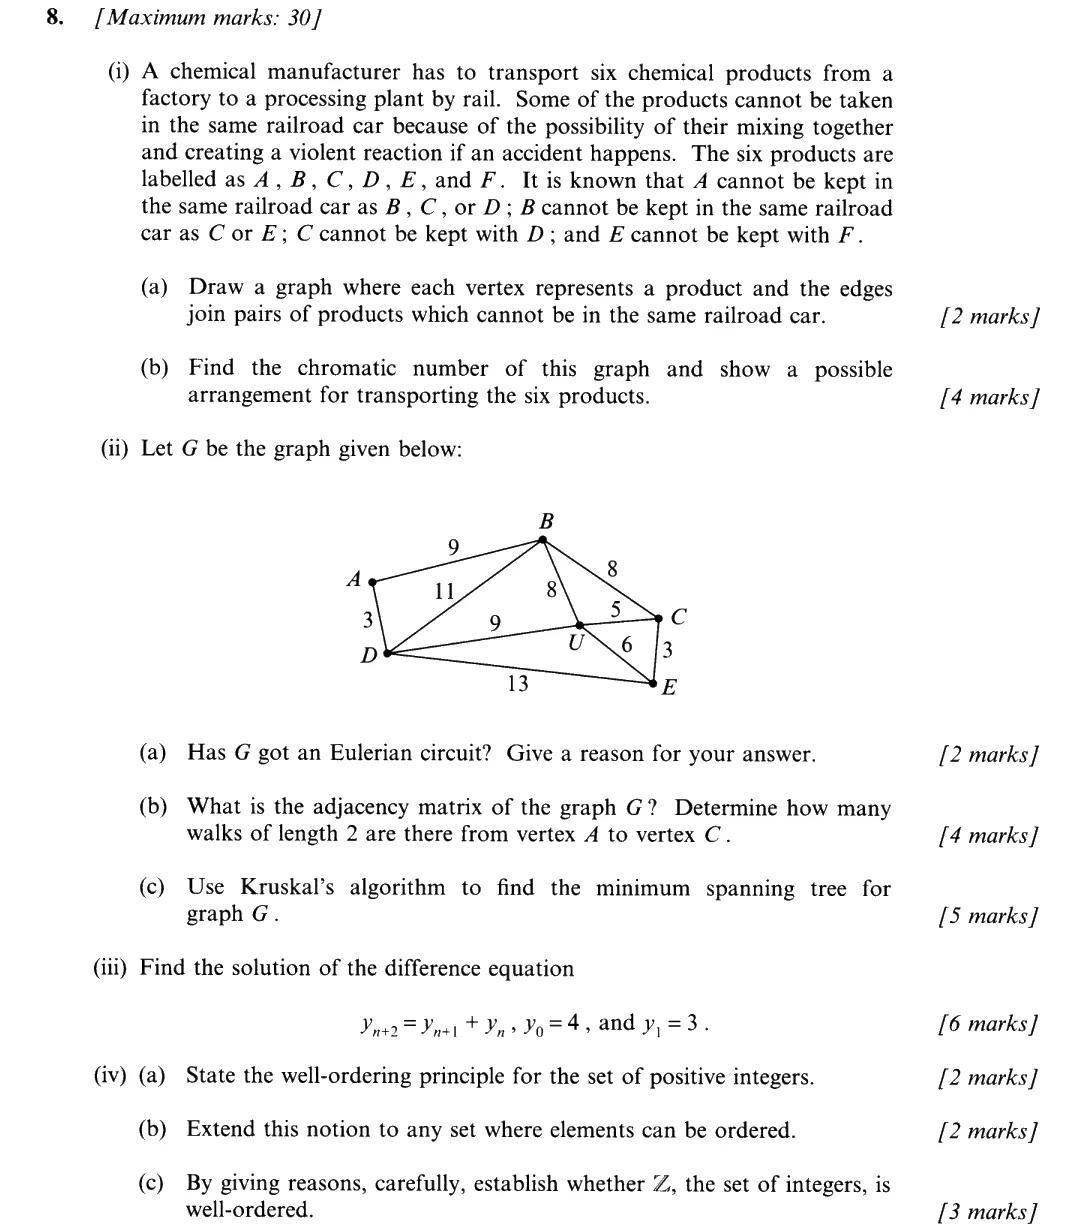 8. [Maximum marks: 30]
(i) A chemical manufacturer has to transport six chemical products from a
factory to a processing plant by rail. Some of the products cannot be taken
in the same railroad car because of the possibility of their mixing together
and creating a violent reaction if an accident happens. The six products are
labelled as A , B , C , D , E , and F . It is known that A cannot be kept in
the same railroad car as B , C , or D ; B cannot be kept in the same railroad
car as C or E ; C cannot be kept with D ; and E cannot be kept with F .
(a) Draw a graph where each vertex represents a product and the edges
join pairs of products which cannot be in the same railroad car. [2 marks]
(b) Find the chromatic number of this graph and show a possible
arrangement for transporting the six products. [4 marks]
(ii) Let G be the graph given below:
B
9
8
A
11
8
5
C
3
9
U
6
3
D
13
E
(a) Has G got an Eulerian circuit? Give a reason for your answer. [2 marks]
(b) What is the adjacency matrix of the graph G ? Determine how many
walks of length 2 are there from vertex A to vertex C . [4 marks]
(c) Use Kruskal's algorithm to find the minimum spanning tree for
graph G . [5 marks]
(iii) Find the solution of the difference equation
yₙ₊₂ = yₙ₊₁ + yₙ , y₀ = 4 , and y₁ = 3 . [6 marks]
(iv) (a) State the well-ordering principle for the set of positive integers. [2 marks]
(b) Extend this notion to any set where elements can be ordered. [2 marks]
(c) By giving reasons, carefully, establish whether ℤ, the set of integers, is
well-ordered. [3 marks]